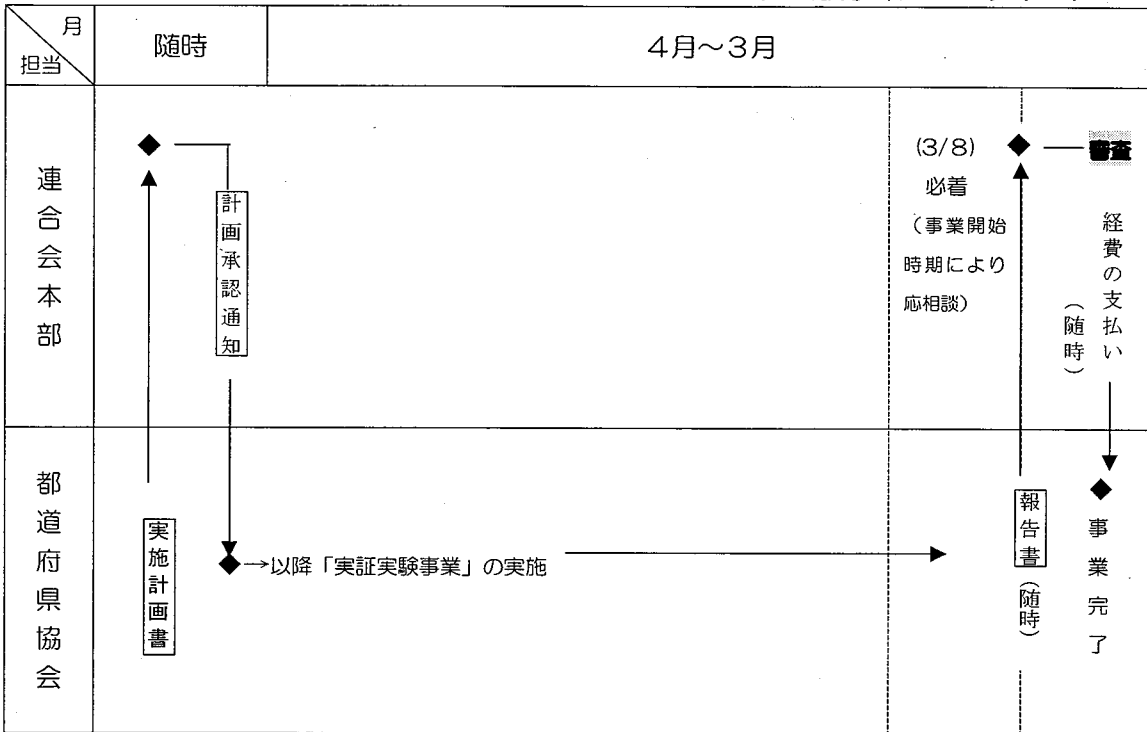 月
担当
随時
4月～3月
連合会本部
◆
計画承認通知
(3/8)
必着
（事業開始
時期により
応相談）
◆
審査
経費の支払い
（随時）
都道府県協会
実施計画書
◆→以降「実証実験事業」の実施
報告書（随時）
◆
事業完了